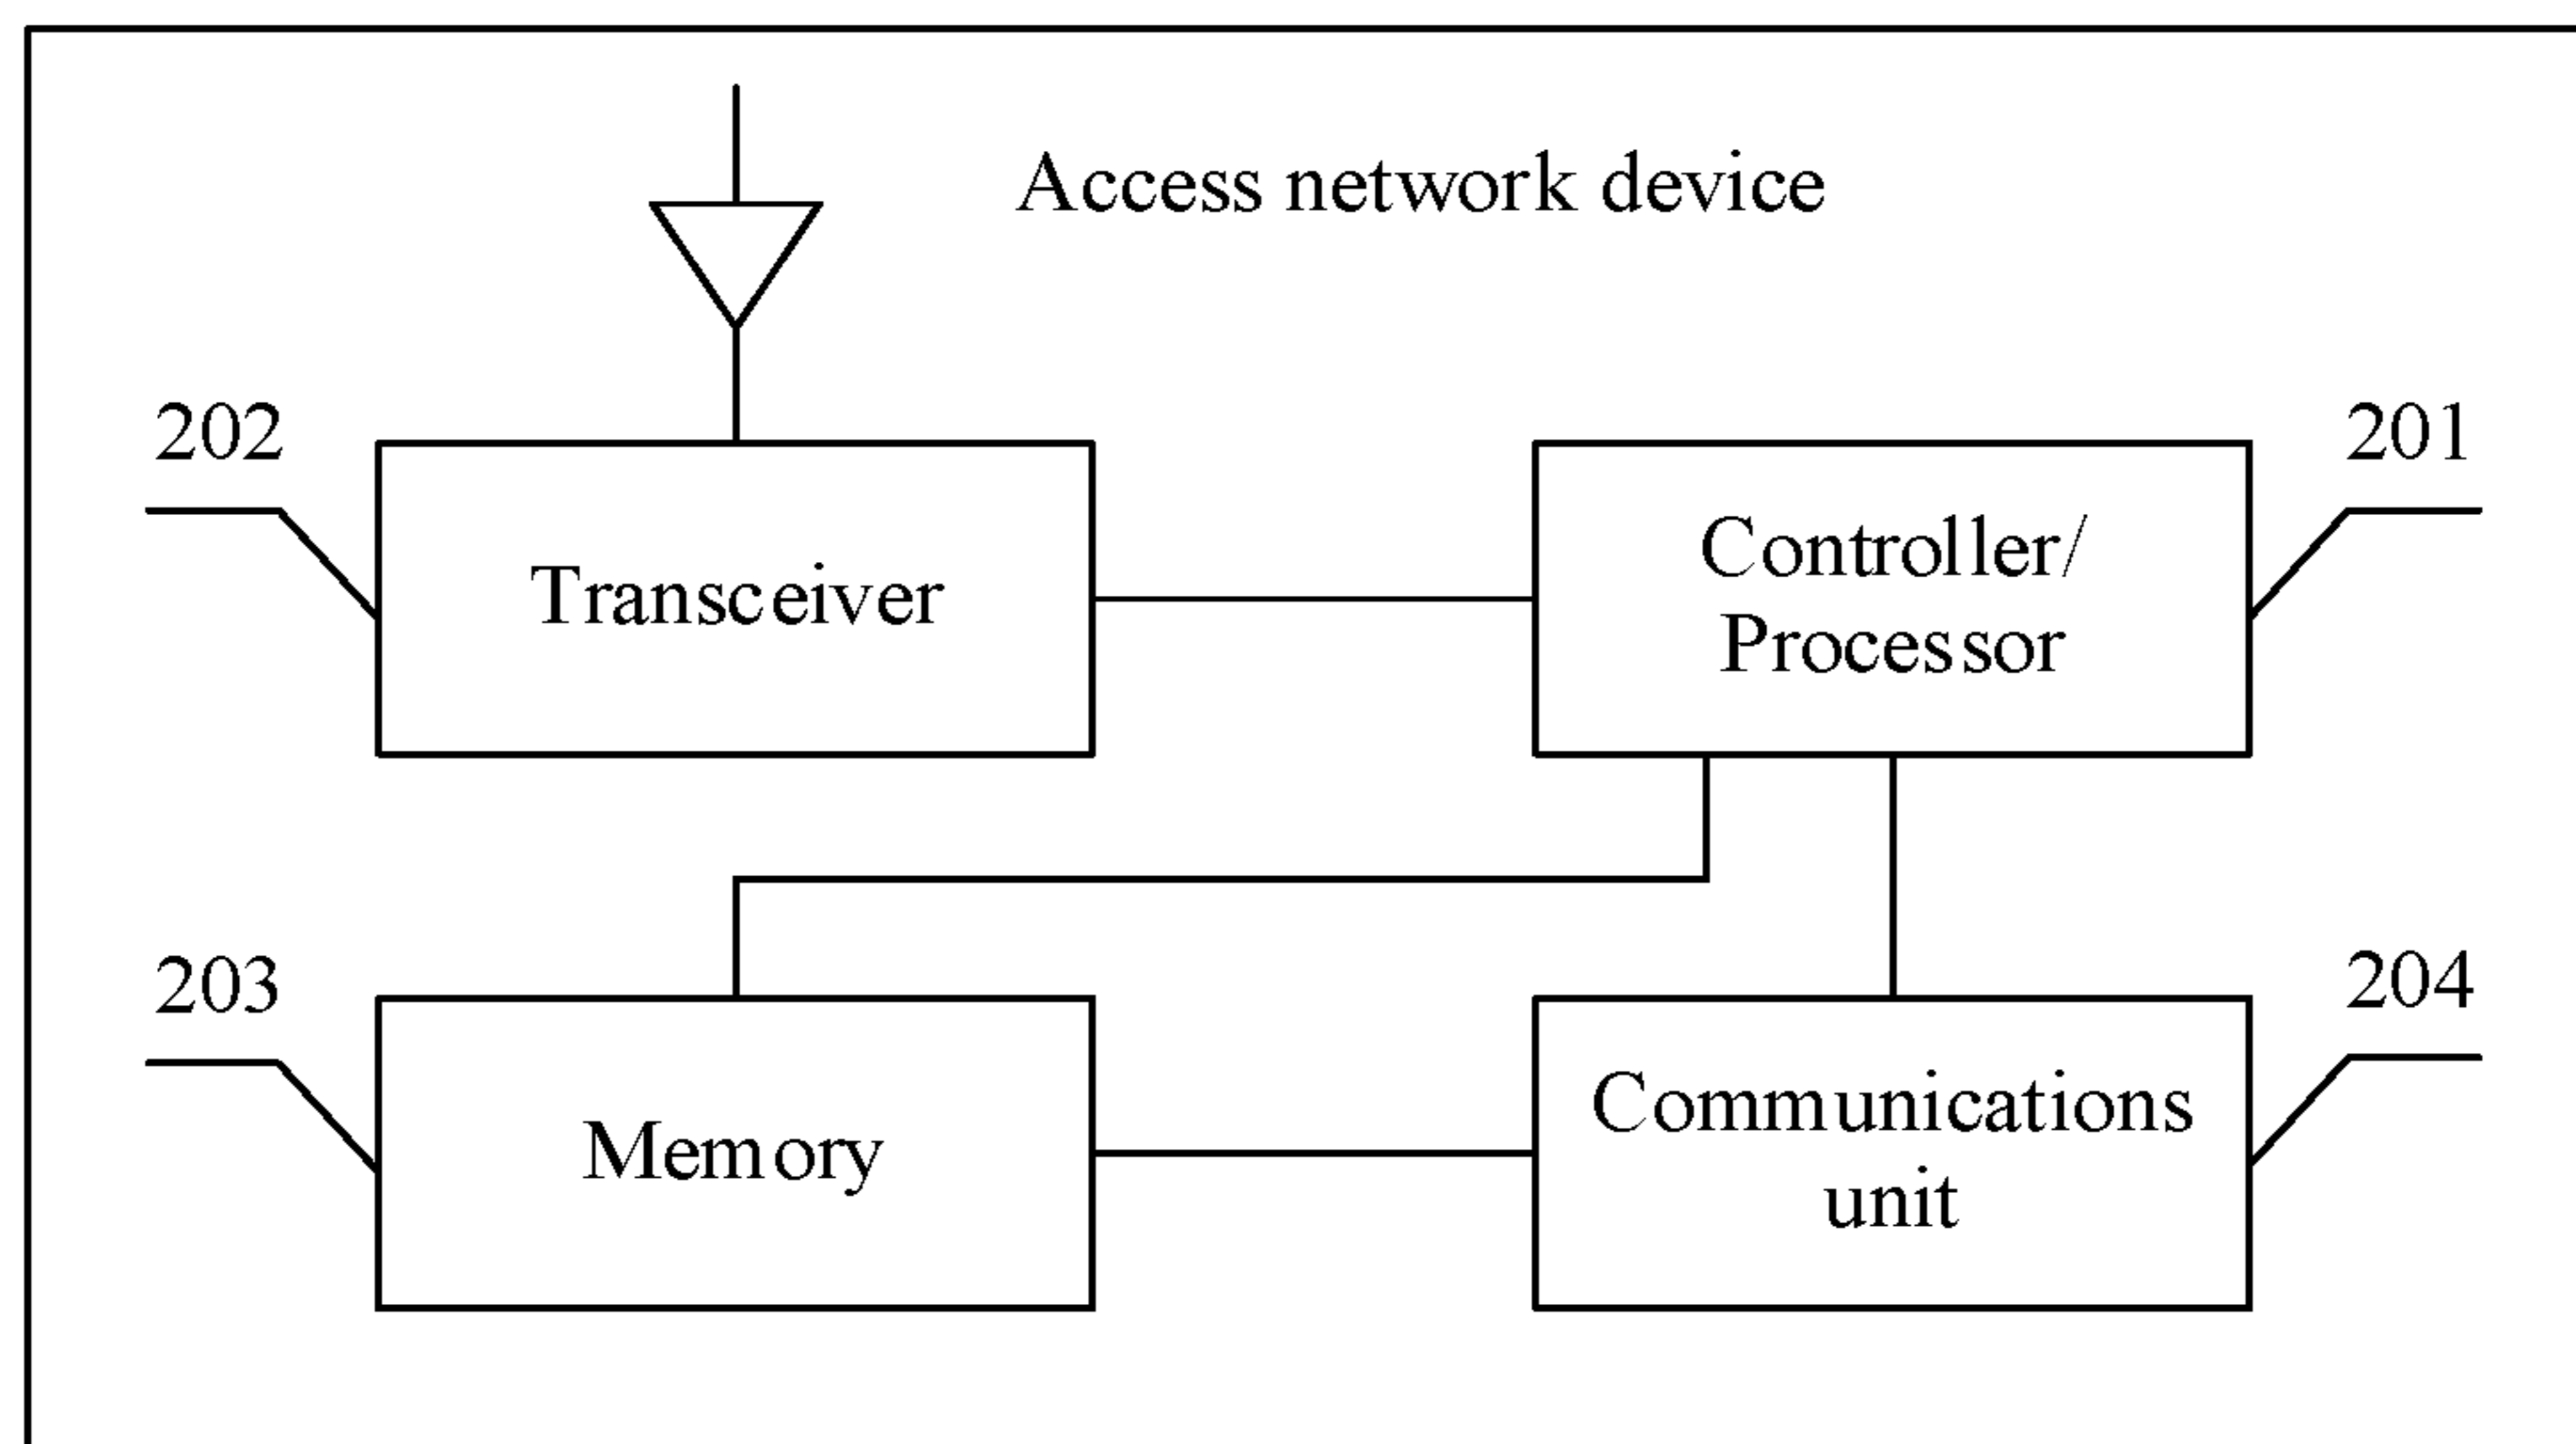 Access network device
202
201
Transceiver
Controller/
Processor
203
204
Memory
Communications
unit